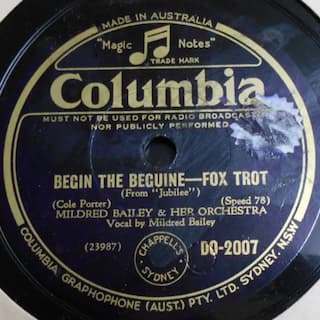 MADE IN AUSTRALIA
"Magic Notes"
TRADE MARK
Columbia
MUST NOT BE USED FOR RADIO BROADCASTING
NOR PUBLICLY PERFORMED
BEGIN THE BEGUINE—FOX TROT
(From "Jubilee")
(Cole Porter) (Speed 78)
MILDRED BAILEY & HER ORCHESTRA
Vocal by Mildred Bailey
(23987) CHAPPELL'S SYDNEY DO-2007
COLUMBIA GRAPHOPHONE (AUST.) PTY. LTD. SYDNEY. N.S.W